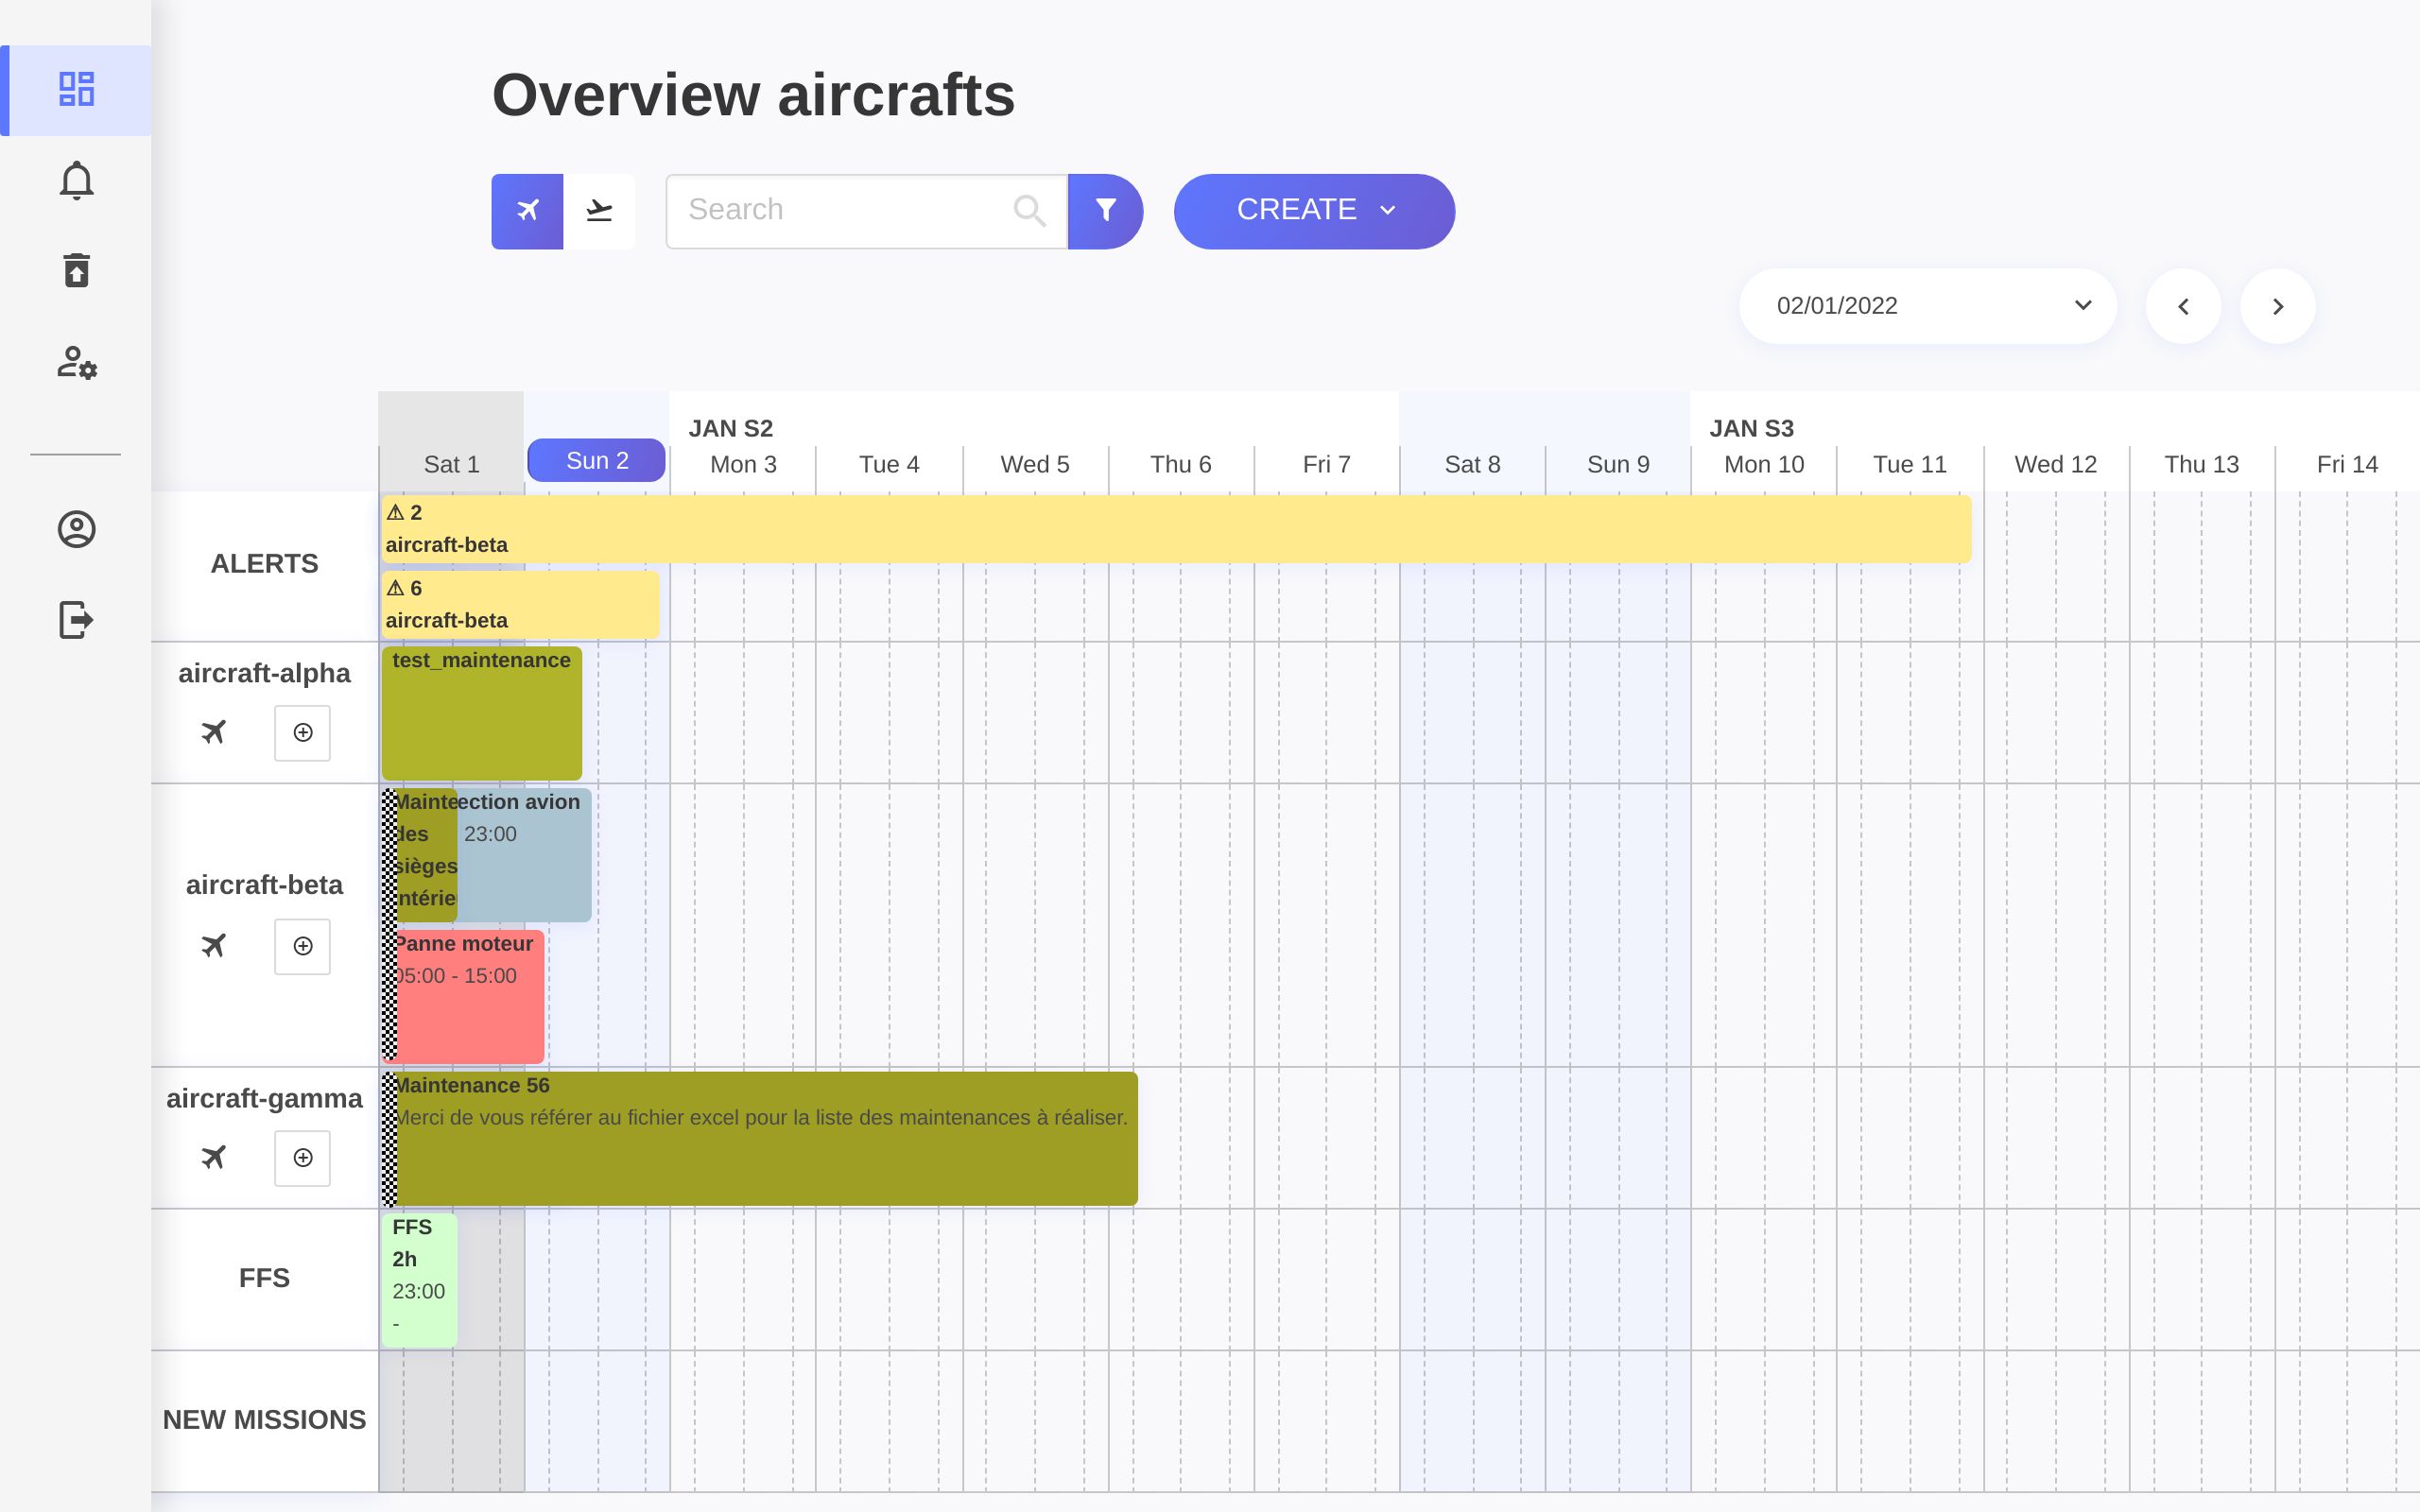 Overview aircrafts
Search
CREATE
02/01/2022
JAN S2
JAN S3
Sat 1
Sun 2
Mon 3
Tue 4
Wed 5
Thu 6
Fri 7
Sat 8
Sun 9
Mon 10
Tue 11
Wed 12
Thu 13
Fri 14
ALERTS
⚠ 2
aircraft-beta
⚠ 6
aircraft-beta
aircraft-alpha
test_maintenance
aircraft-beta
Mainte
des
sièges
intérie
ection avion
23:00
Panne moteur
05:00 - 15:00
aircraft-gamma
Maintenance 56
Merci de vous référer au fichier excel pour la liste des maintenances à réaliser.
FFS
FFS
2h
23:00
-
NEW MISSIONS